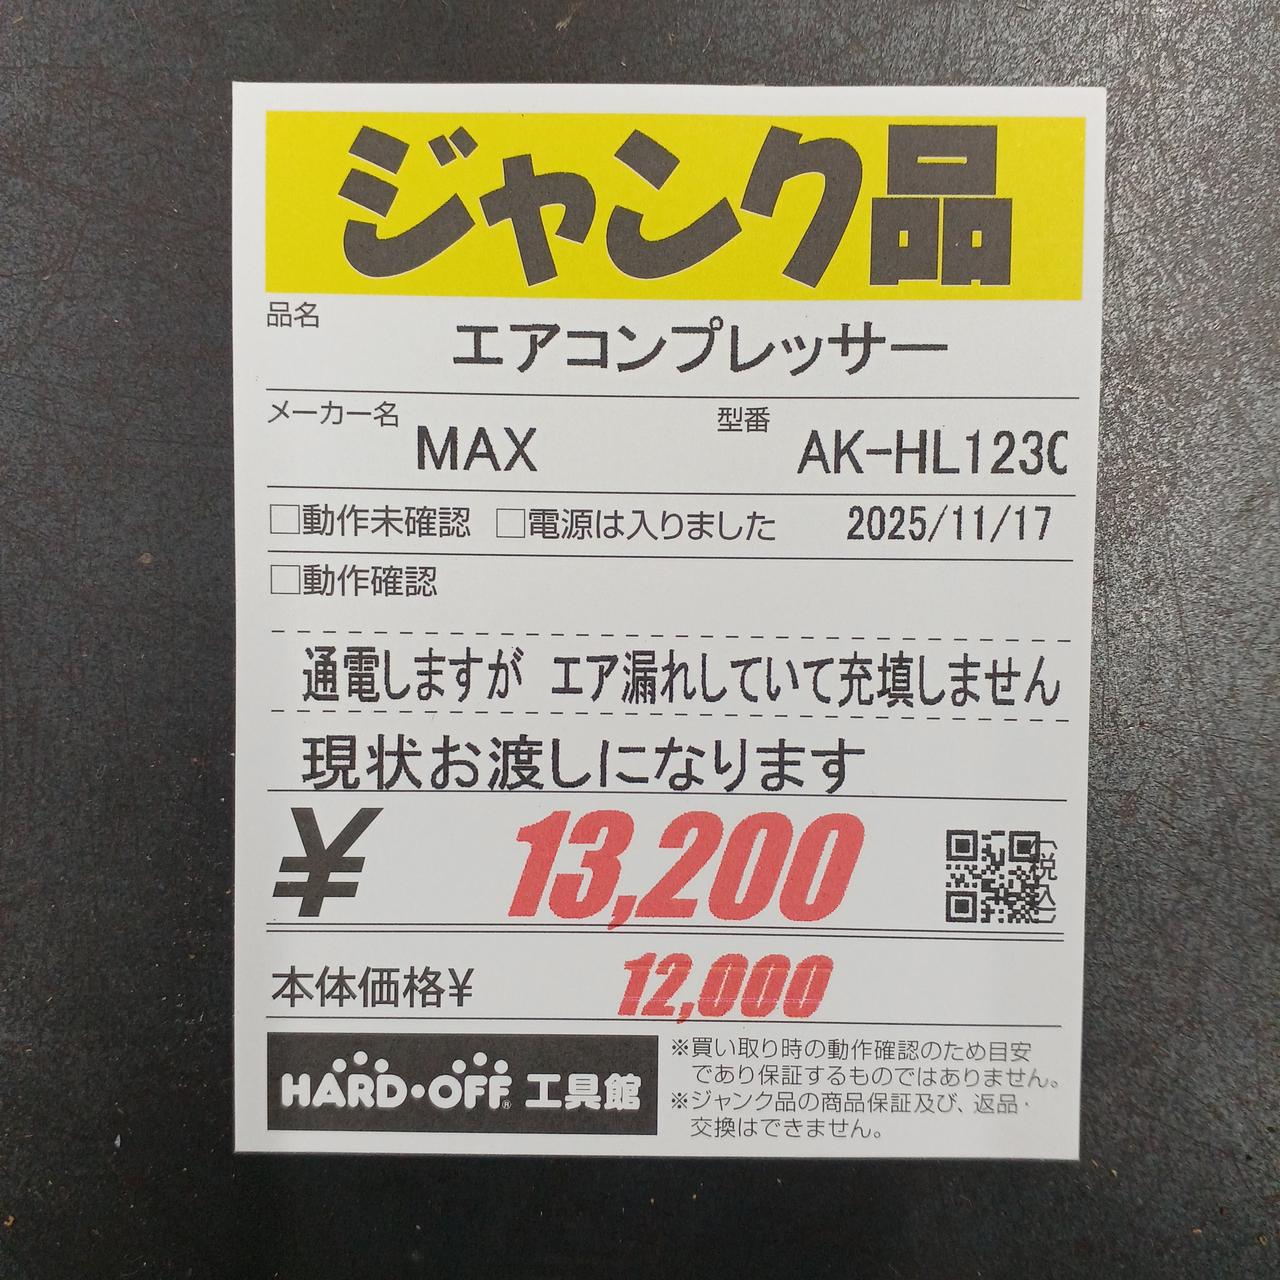 ジャンク品
品名
エアコンプレッサー
メーカー名 MAX 型番 AK-HL123C
□動作未確認 □電源は入りました 2025/11/17
□動作確認
通電しますが エア漏れしていて充填しません
現状お渡しになります
¥ 13,200 (税込)
本体価格¥ 12,000
HARD・OFF® 工具館
※買い取り時の動作確認のため目安
であり保証するものではありません。
※ジャンク品の商品保証及び、返品・
交換はできません。